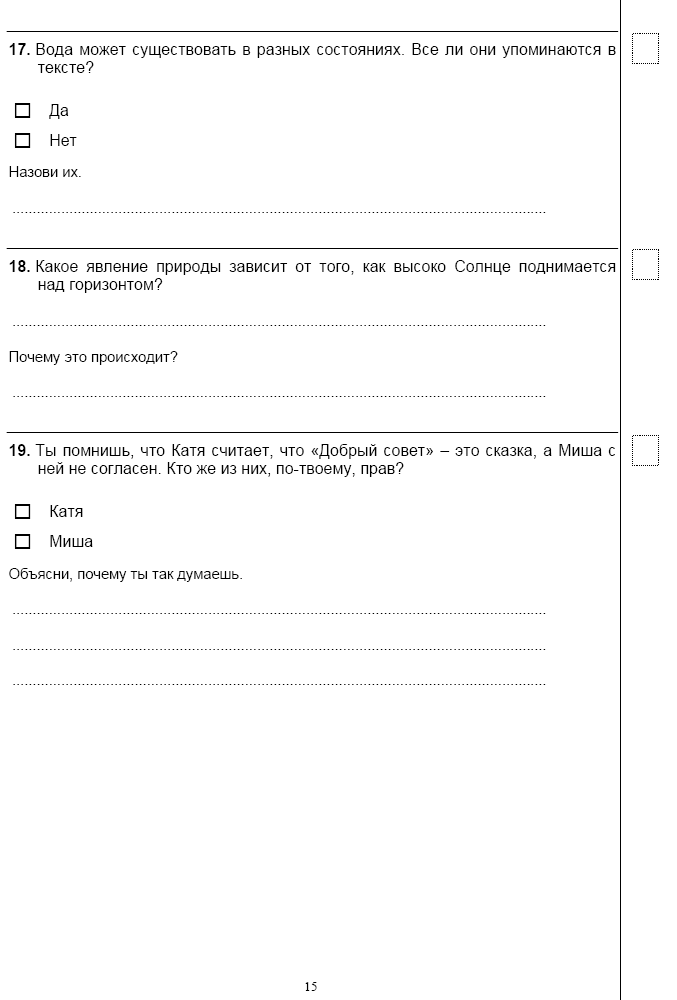 17. Вода может существовать в разных состояниях. Все ли они упоминаются в
тексте?
Да
Нет
Назови их.
18. Какое явление природы зависит от того, как высоко Солнце поднимается
над горизонтом?
Почему это происходит?
19. Ты помнишь, что Катя считает, что «Добрый совет» – это сказка, а Миша с
ней не согласен. Кто же из них, по-твоему, прав?
Катя
Миша
Объясни, почему ты так думаешь.
15